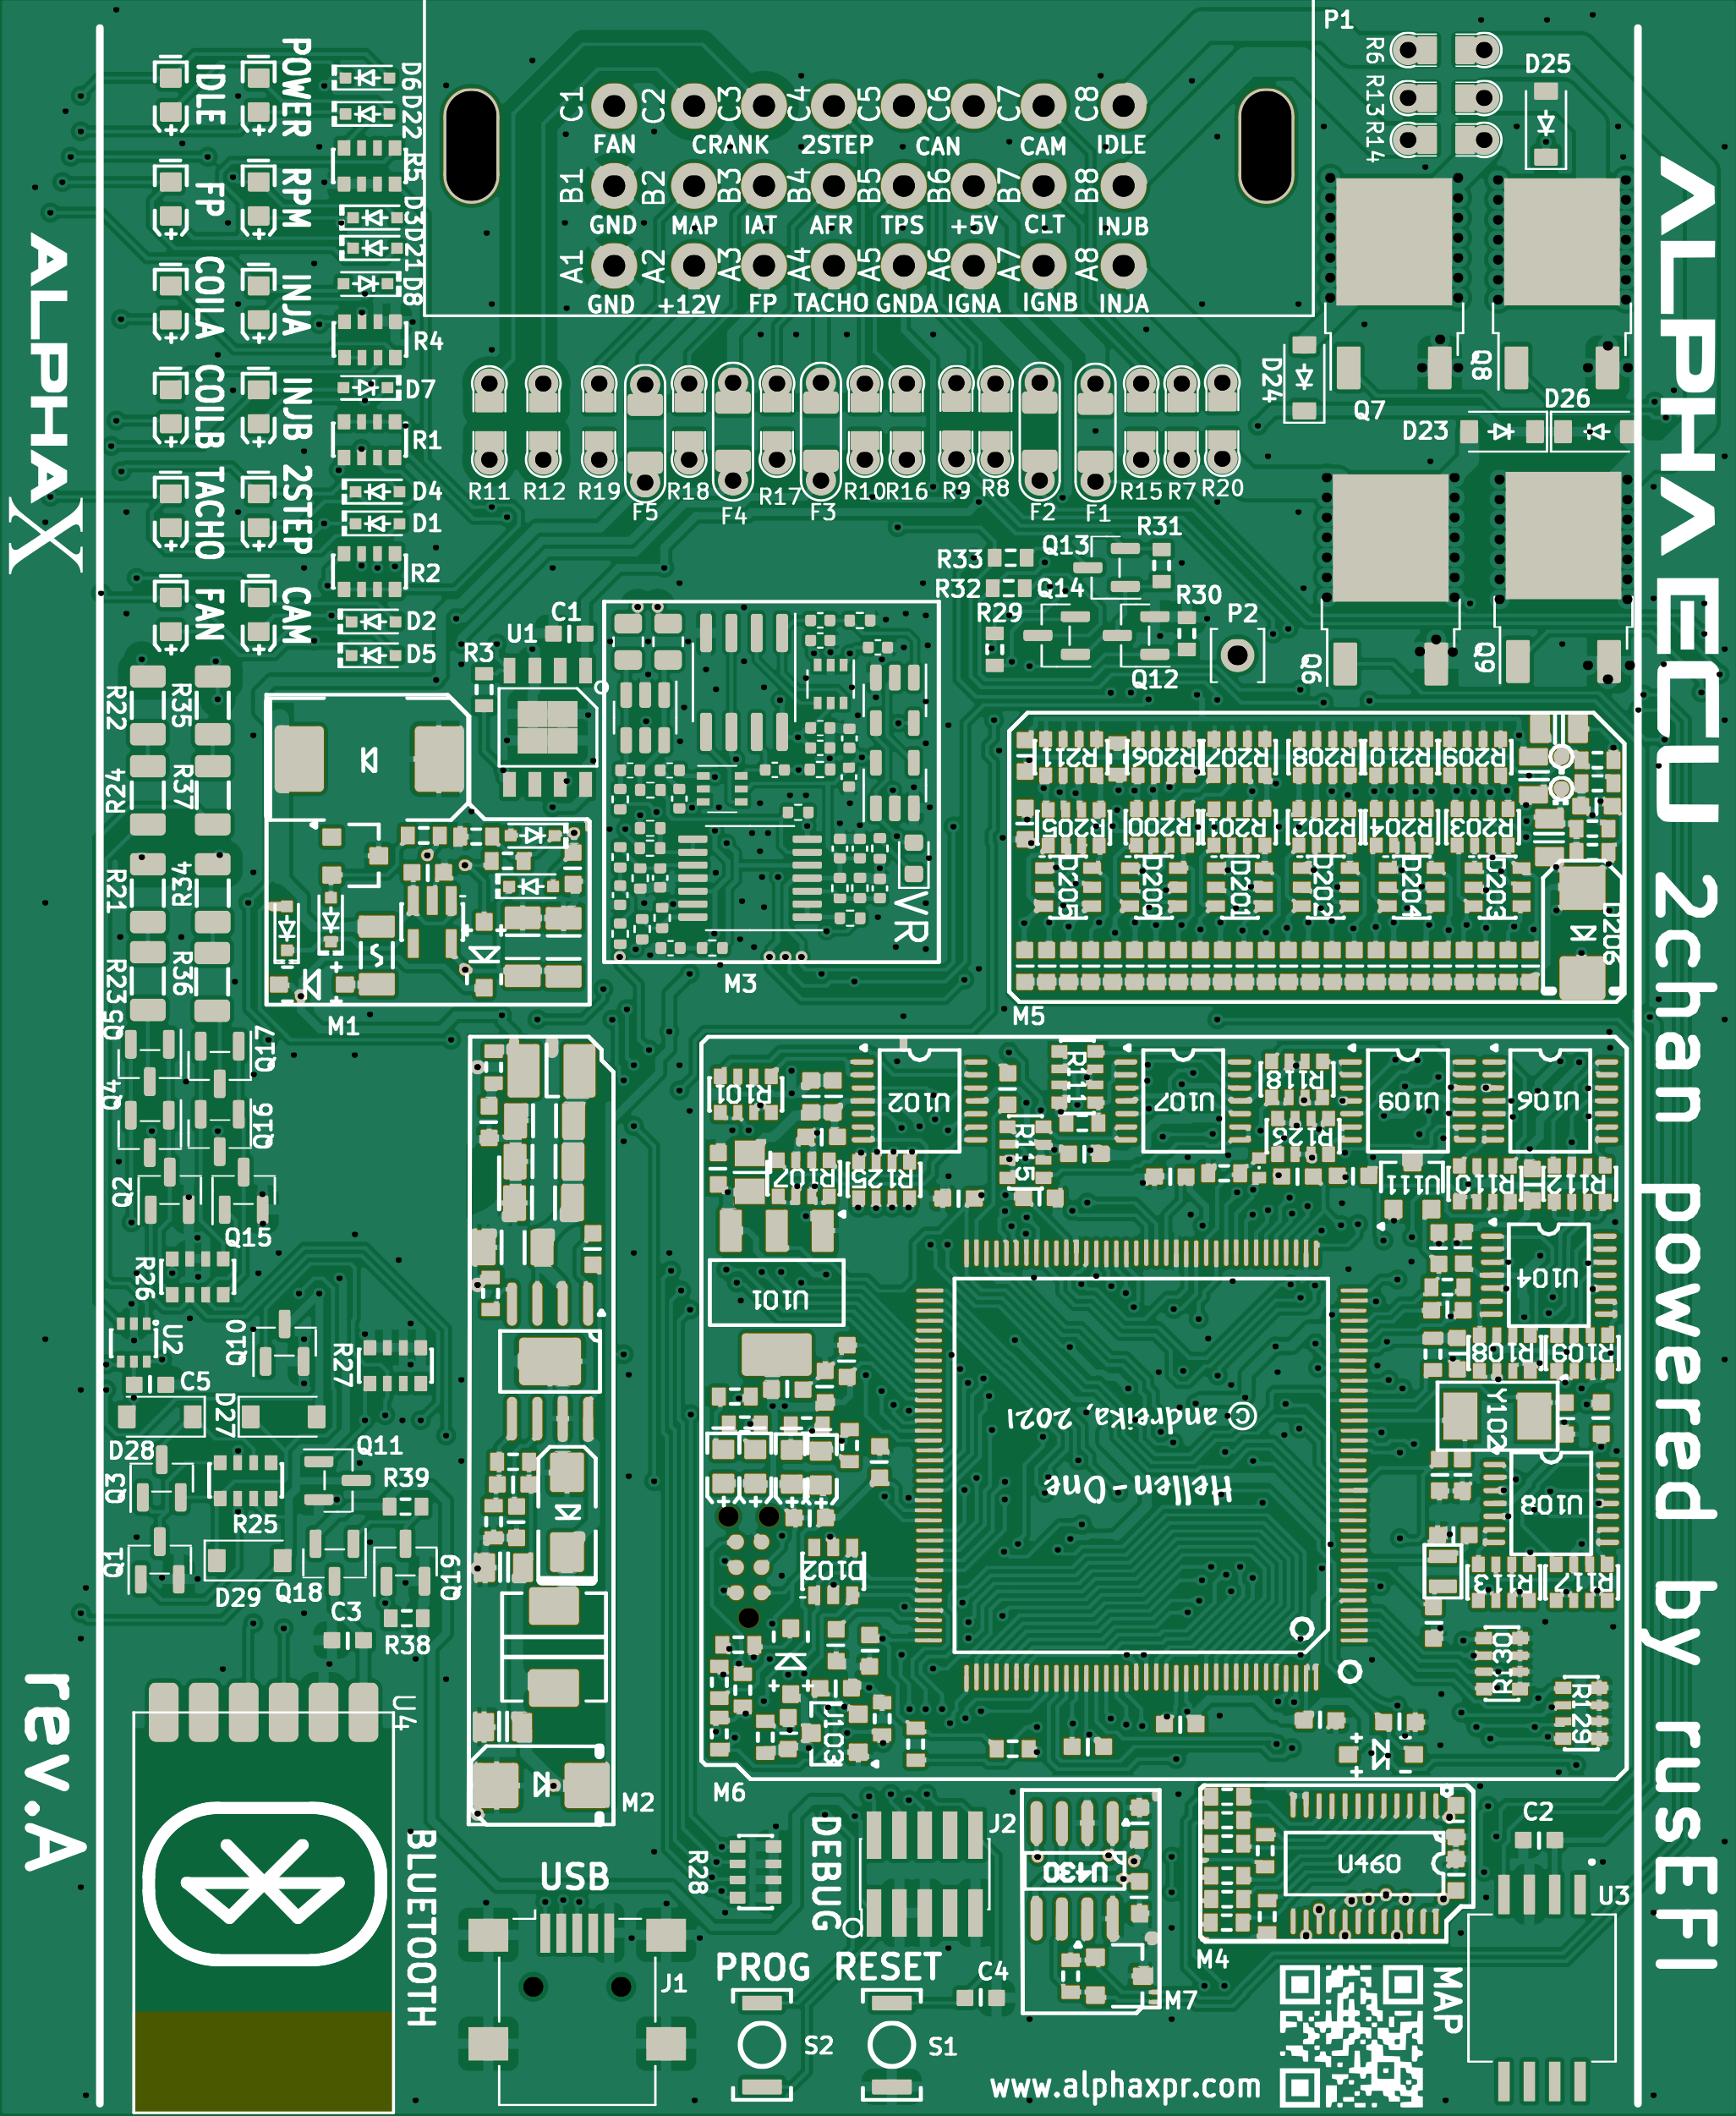 P1
C1 C2 C3 C4 C5 C6 C7 C8
FAN CRANK 2STEP CAN CAM IDLE
B1 B2 B3 B4 B5 B6 B7 B8
GND MAP IAT AFR TPS +5V CLT INJB
A1 A2 A3 A4 A5 A6 A7 A8
GND +12V FP TACHO GNDA IGNA IGNB INJA
IDLE POWER D6 D22
R5
FP RPM D3 D21
COILA INJA D8
R4
COILB INJB D7
R1
TACHO 2STEP D4
D1
R2
FAN CAM D2
D5
ALPHAX
rev.A
R6 R13 R14 D25
Q8 Q7 D24
D23 D26
Q6 Q9
ALPHA ECU 2chan powered by rusEFI
R11 R12 R19 F5 R18 F4 R17 F3 R10 R16 R9 R8 F2 F1 R15 R7 R20
R33 Q13 R31
R32 Q14
R29 R30 P2
Q12
C1
U1
R3
R22 R35
R24 R37
R21 R34
R23 R36
M1
VR
M3
R211 R206 R207 R208 R210 R209
R205 R200 R201 R202 R204 R203
D205 D200 D201 D202 D204 D203
D206
M5
Q5 Q17
Q4 Q16
Q2 Q15
R26
U2 Q10 R27
C5
D27
D28 Q11
Q3 R39
R25
Q1 D29 Q18 Q19
C3
R38
U4
BLUETOOTH
M2
R101 U102 R111 U107 R118 U109 U106
R115 R123
R107 R125 U111 R110 R112
U101 U104
R108 R109
Y102
© andreika, 2021
Hellen-One
U108
D102 R113 R117
R130
U103 R129
M6
USB
J1
R28
DEBUG
J2
PROG RESET
S2 S1
C4
U430
M7
U460
M4
C2
U3
MAP
www.alphaxpr.com